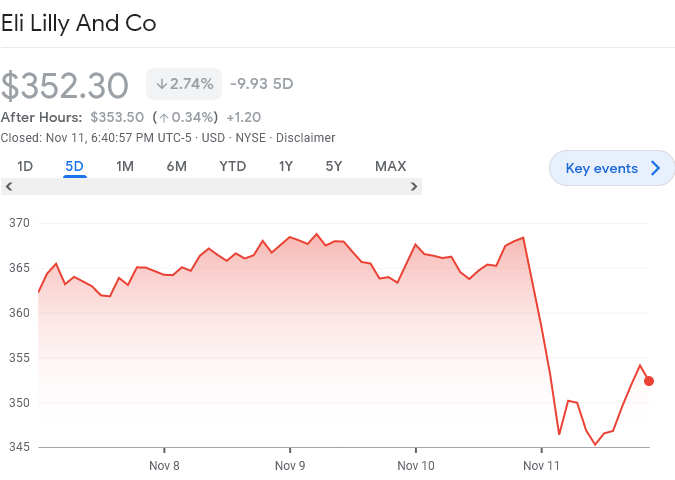 Eli Lilly And Co
$352.30 ↓2.74% -9.93 5D
After Hours: $353.50 (↑0.34%) +1.20
Closed: Nov 11, 6:40:57 PM UTC-5 · USD · NYSE · Disclaimer
1D 5D 1M 6M YTD 1Y 5Y MAX
Key events
370
365
360
355
350
345
Nov 8 Nov 9 Nov 10 Nov 11